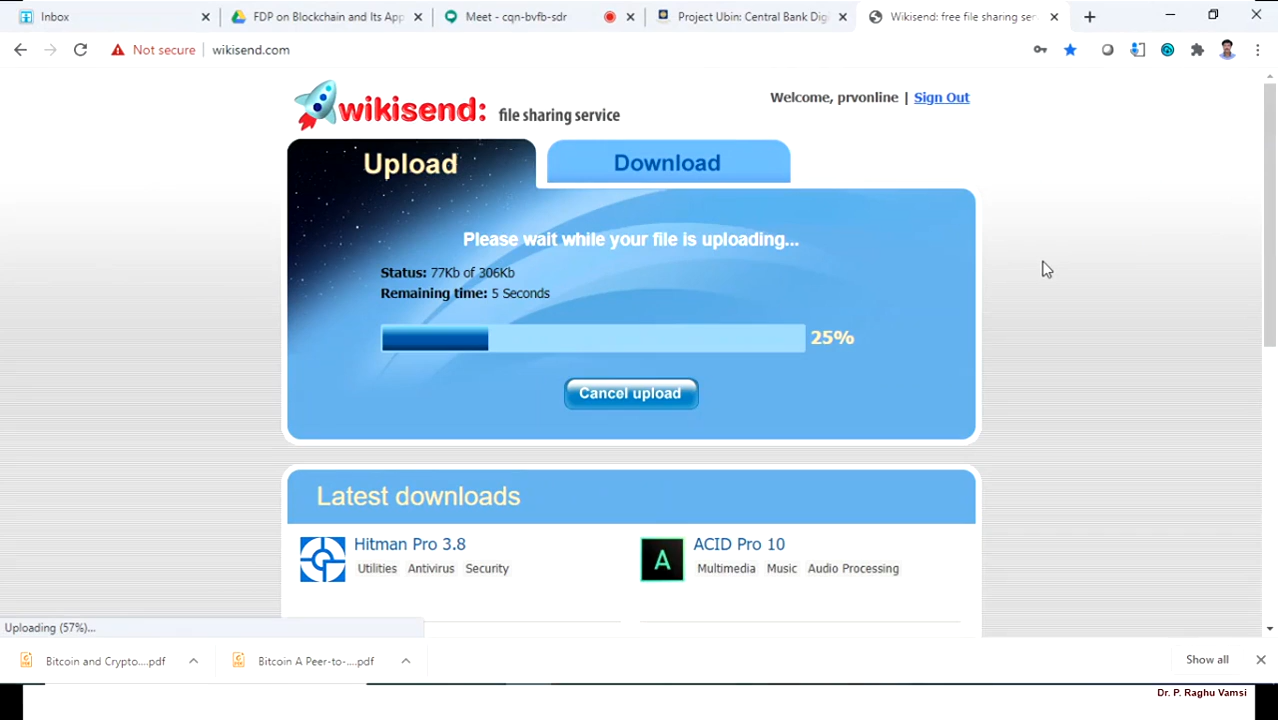 Inbox
FDP on Blockchain and Its App
Meet - cqn-bvfb-sdr
Project Ubin: Central Bank Digi
Wikisend: free file sharing ser
Not secure
wikisend.com
wikisend: file sharing service
Welcome, prvonline | Sign Out
Upload
Download
Please wait while your file is uploading...
Status: 77Kb of 306Kb
Remaining time: 5 Seconds
25%
Cancel upload
Latest downloads
Hitman Pro 3.8
ACID Pro 10
Utilities Antivirus Security
A
Multimedia Music Audio Processing
Uploading (57%)...
Bitcoin and Crypto....pdf
Bitcoin A Peer-to-....pdf
Show all
Dr. P. Raghu Vamsi